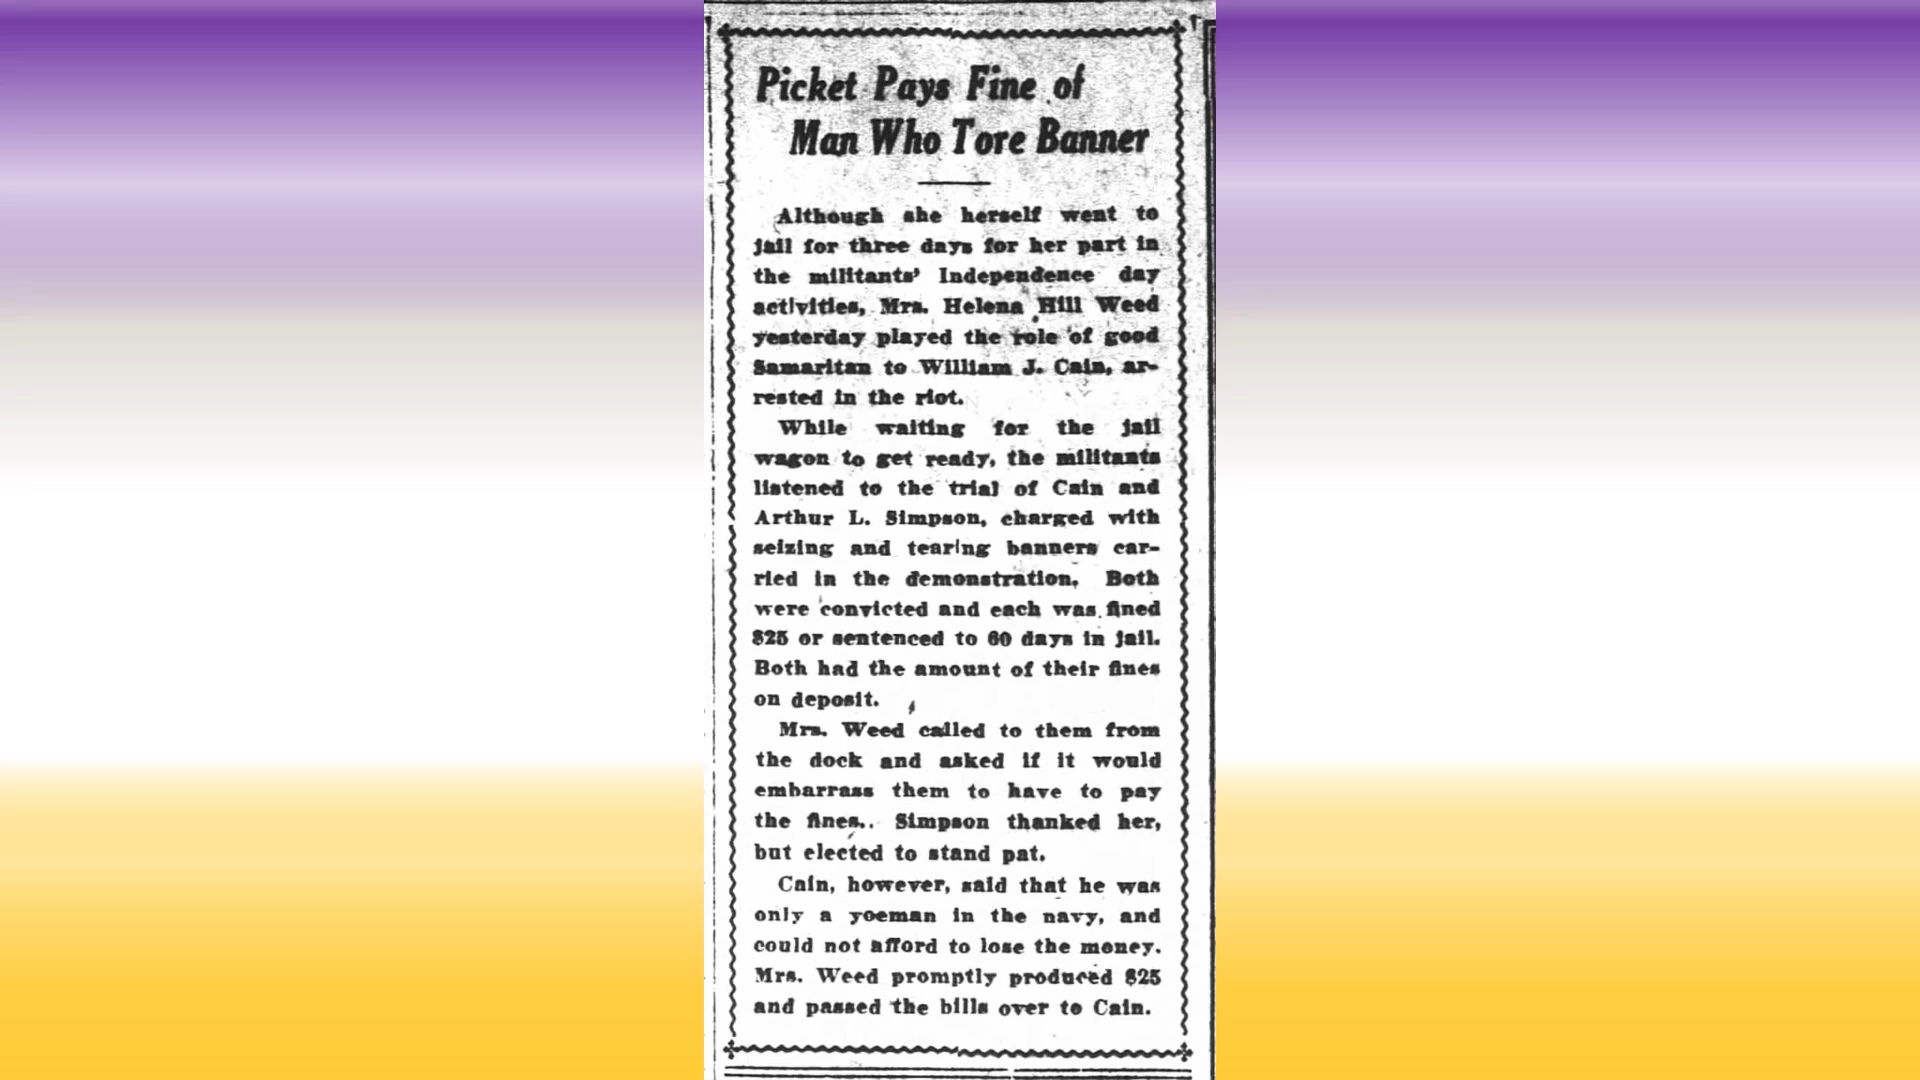 Picket Pays Fine of
Man Who Tore Banner
Although she herself went to
jail for three days for her part in
the militants' Independence day
activities, Mrs. Helena Hill Weed
yesterday played the role of good
Samaritan to William J. Cain, ar-
rested in the riot.
While waiting for the jail
wagon to get ready, the militants
listened to the trial of Cain and
Arthur L. Simpson, charged with
seizing and tearing banners car-
ried in the demonstration. Both
were convicted and each was fined
$25 or sentenced to 60 days in jail.
Both had the amount of their fines
on deposit.
Mrs. Weed called to them from
the dock and asked if it would
embarrass them to have to pay
the fines.. Simpson thanked her,
but elected to stand pat.
Cain, however, said that he was
only a yoeman in the navy, and
could not afford to lose the money.
Mrs. Weed promptly produced $25
and passed the bills over to Cain.